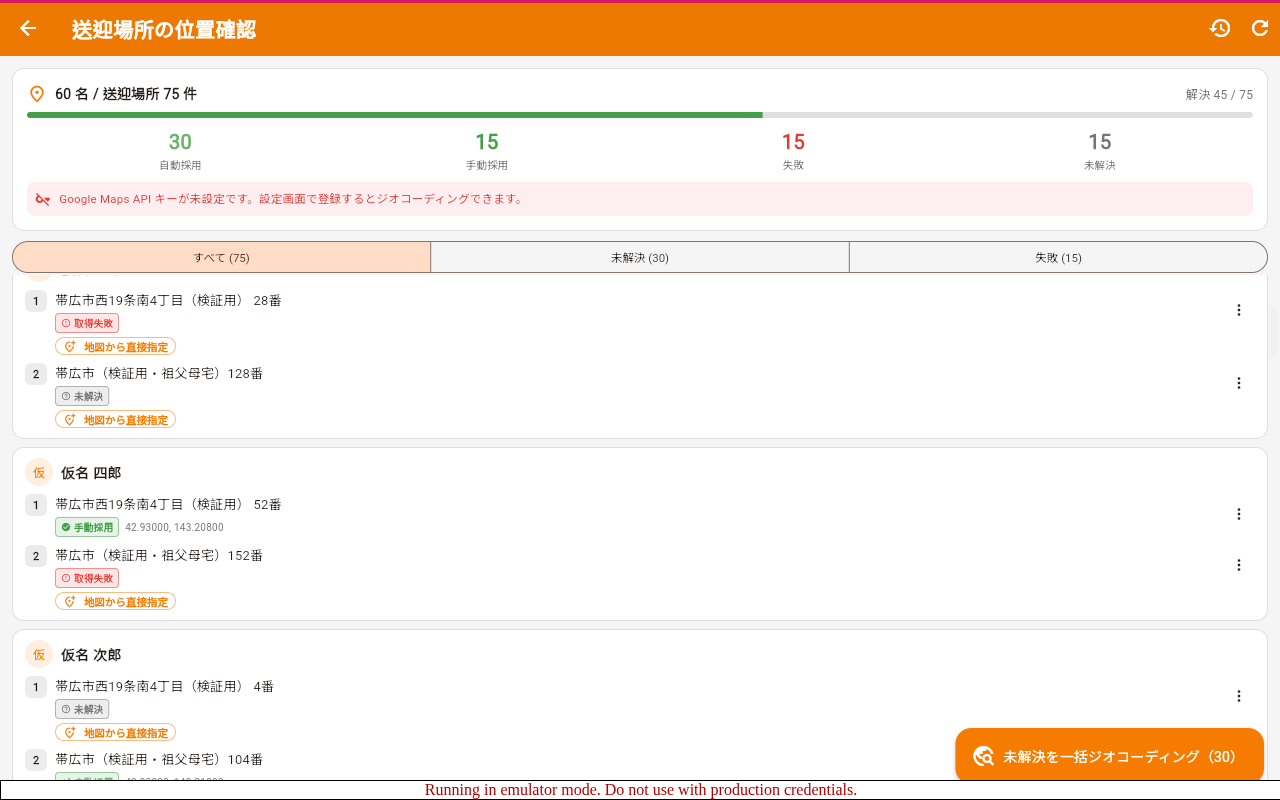 送迎場所の位置確認
60 名 / 送迎場所 75 件
解決 45 / 75
30
自動採用
15
手動採用
15
失敗
15
未解決
Google Maps API キーが未設定です。設定画面で登録するとジオコーディングできます。
すべて (75)
未解決 (30)
失敗 (15)
1
帯広市西19条南4丁目（検証用） 28番
取得失敗
地図から直接指定
2
帯広市（検証用・祖父母宅）128番
未解決
地図から直接指定
仮
仮名 四郎
1
帯広市西19条南4丁目（検証用） 52番
手動採用
42.93000, 143.20800
2
帯広市（検証用・祖父母宅）152番
取得失敗
地図から直接指定
仮
仮名 次郎
1
帯広市西19条南4丁目（検証用） 4番
未解決
地図から直接指定
2
帯広市（検証用・祖父母宅）104番
未解決を一括ジオコーディング（30）
Running in emulator mode. Do not use with production credentials.